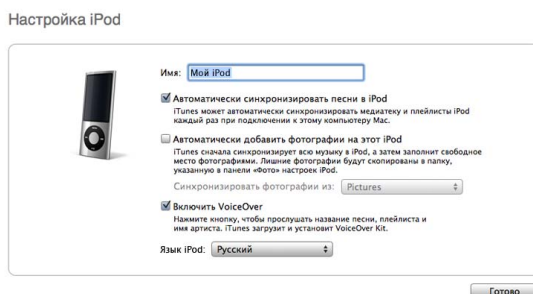 Настройка iPod
Имя: Мой iPod
Автоматически синхронизировать песни в iPod
iTunes может автоматически синхронизировать медиатеку и плейлисты iPod
каждый раз при подключении к этому компьютеру Mac.
Автоматически добавить фотографии на этот iPod
iTunes сначала синхронизирует всю музыку в iPod, а затем заполнит свободное
место фотографиями. Лишние фотографии будут скопированы в папку,
указанную в панели «Фото» настроек iPod.
Синхронизировать фотографии из: Pictures
Включить VoiceOver
Нажмите кнопку, чтобы прослушать название песни, плейлиста и
имя артиста. iTunes загрузит и установит VoiceOver Kit.
Язык iPod: Русский
Готово